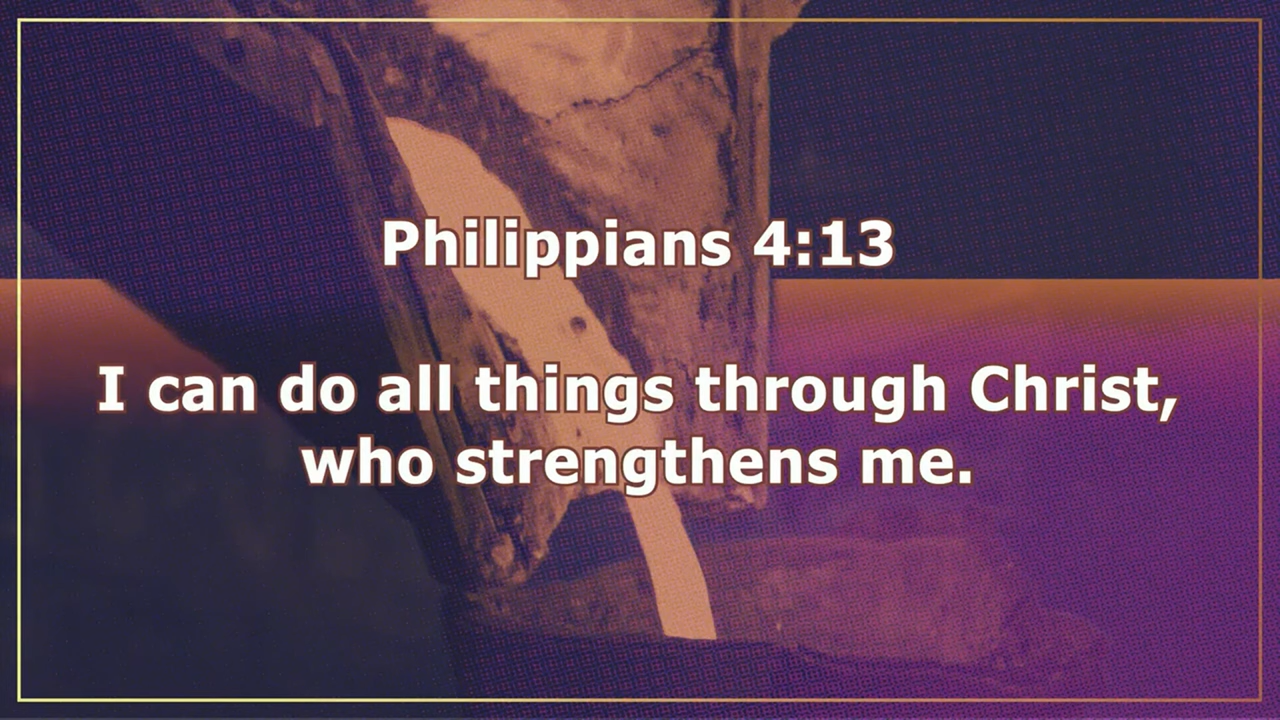 Philippians 4:13
I can do all things through Christ,
who strengthens me.